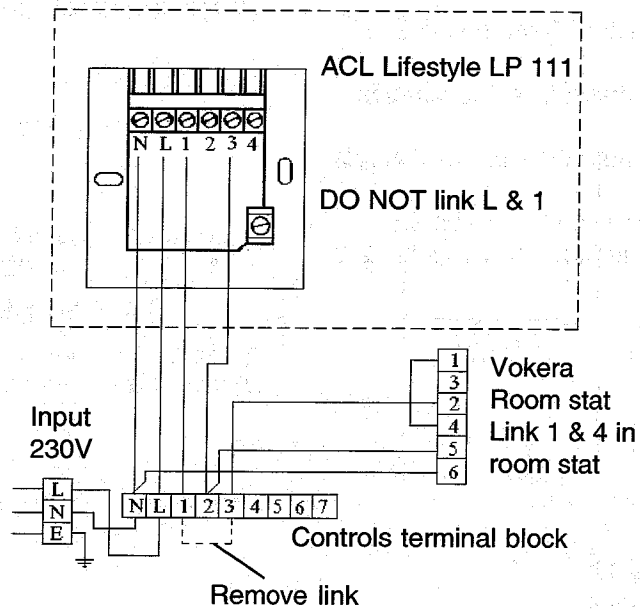 ACL Lifestyle LP 111
N L 1 2 3 4
DO NOT link L & 1
1
3
2
4
5
6
Vokera
Room stat
Link 1 & 4 in
room stat
Input
230V
L
N
E
N L 1 2 3 4 5 6 7
Controls terminal block
Remove link